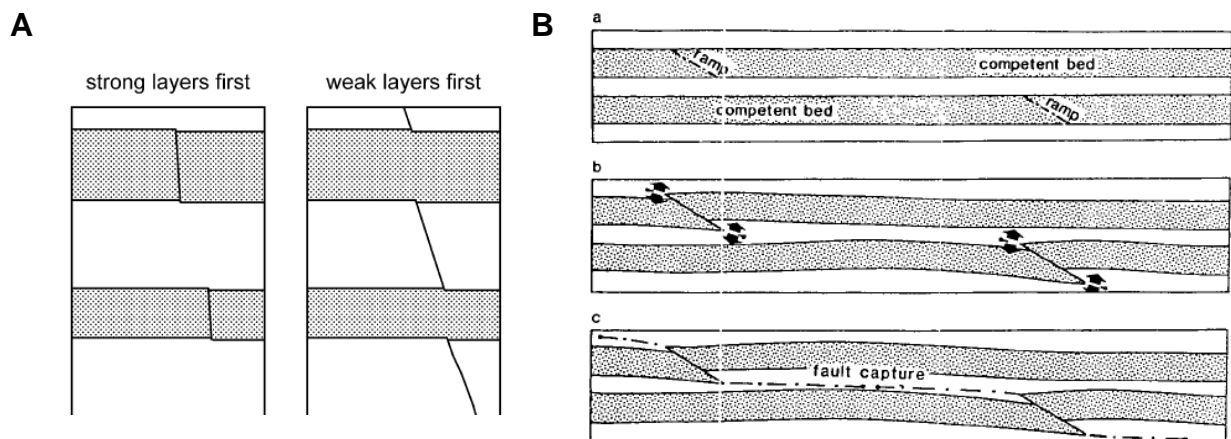 A
strong layers first
weak layers first
B
a
ramp
competent bed
competent bed
ramp
b
c
fault capture